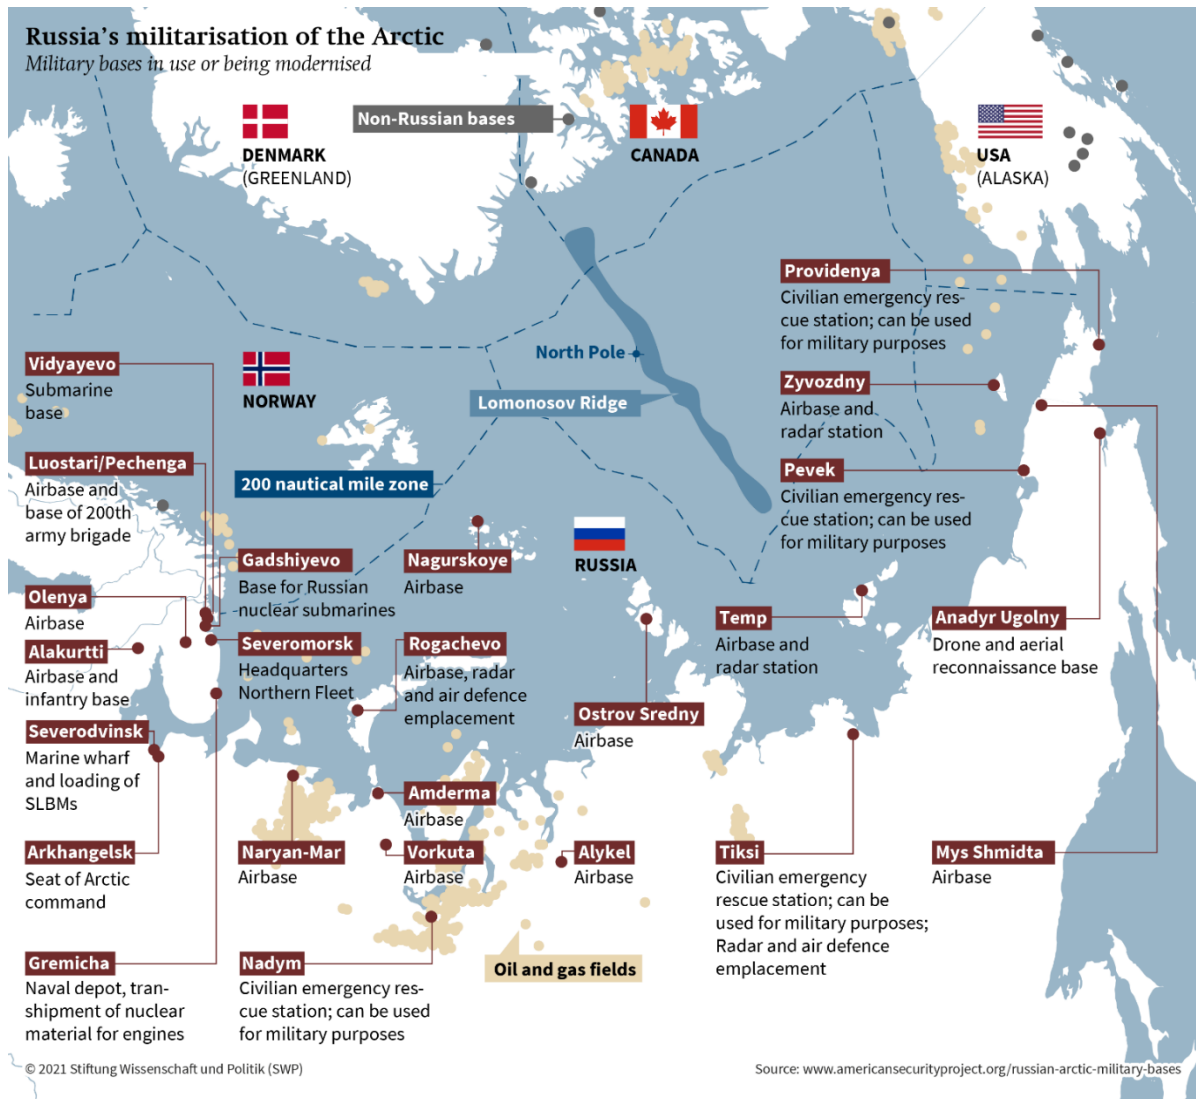 Russia's militarisation of the Arctic
Military bases in use or being modernised
Non-Russian bases
DENMARK
(GREENLAND)
CANADA
USA
(ALASKA)
Providenya
Civilian emergency res-
cue station; can be used
for military purposes
North Pole
Lomonosov Ridge
Zyvozdny
Airbase and
radar station
Vidyayevo
Submarine
base
NORWAY
Luostari/Pechenga
Airbase and
base of 200th
army brigade
200 nautical mile zone
Pevek
Civilian emergency res-
cue station; can be used
for military purposes
RUSSIA
Gadshiyevo
Base for Russian
nuclear submarines
Nagurskoye
Airbase
Olenya
Airbase
Alakurtti
Airbase and
infantry base
Severomorsk
Headquarters
Northern Fleet
Rogachevo
Airbase, radar
and air defence
emplacement
Temp
Airbase and
radar station
Anadyr Ugolny
Drone and aerial
reconnaissance base
Ostrov Sredny
Airbase
Severodvinsk
Marine wharf
and loading of
SLBMs
Amderma
Airbase
Arkhangelsk
Seat of Arctic
command
Naryan-Mar
Airbase
Vorkuta
Airbase
Alykel
Airbase
Tiksi
Civilian emergency
rescue station; can be
used for military purposes;
Radar and air defence
emplacement
Mys Shmidta
Airbase
Gremicha
Naval depot, tran-
shipment of nuclear
material for engines
Nadym
Civilian emergency res-
cue station; can be used
for military purposes
Oil and gas fields
© 2021 Stiftung Wissenschaft und Politik (SWP)
Source: www.americansecurityproject.org/russian-arctic-military-bases